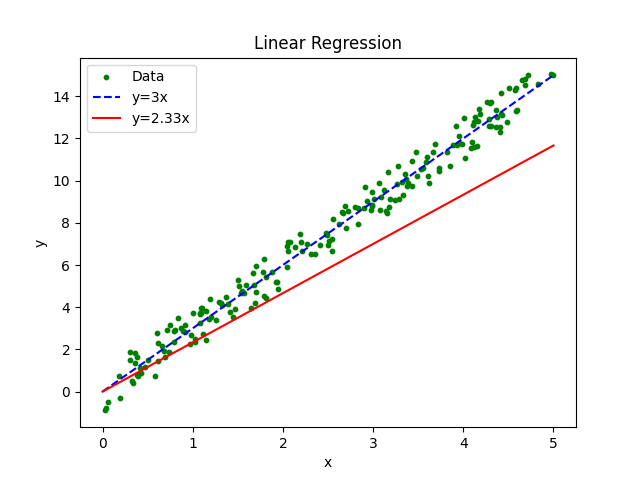 Linear Regression
Data
y=3x
y=2.33x
y
14
12
10
8
6
4
2
0
0 1 2 3 4 5
x